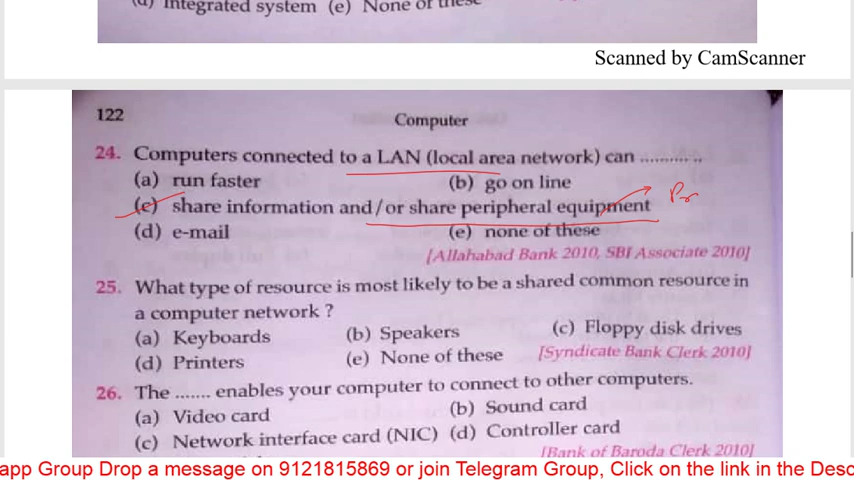 (d) Integrated system (e) None of these
Scanned by CamScanner
122
Computer
24. Computers connected to a LAN (local area network) can .............
(a) run faster (b) go on line
(c) share information and/or share peripheral equipment
Pr
(d) e-mail (e) none of these
[Allahabad Bank 2010, SBI Associate 2010]
25. What type of resource is most likely to be a shared common resource in
a computer network ?
(a) Keyboards (b) Speakers (c) Floppy disk drives
(d) Printers (e) None of these [Syndicate Bank Clerk 2010]
26. The ....... enables your computer to connect to other computers.
(a) Video card (b) Sound card
(c) Network interface card (NIC) (d) Controller card
[Bank of Baroda Clerk 2010]
app Group Drop a message on 9121815869 or join Telegram Group, Click on the link in the Desc